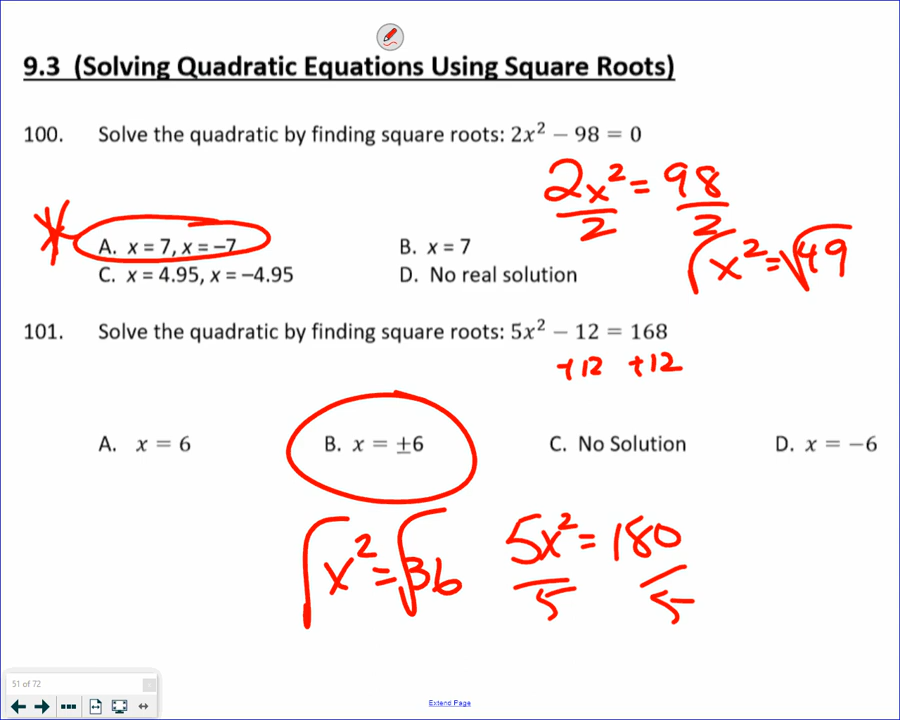 9.3 (Solving Quadratic Equations Using Square Roots)
100. Solve the quadratic by finding square roots: 2x² − 98 = 0
2x² = 98
2 2
A. x = 7, x = −7 B. x = 7
√x² = √49
C. x = 4.95, x = −4.95 D. No real solution
101. Solve the quadratic by finding square roots: 5x² − 12 = 168
+12 +12
A. x = 6 B. x = ±6 C. No Solution D. x = −6
√x² = √36 5x² = 180
5 5
51 of 72
Extend Page